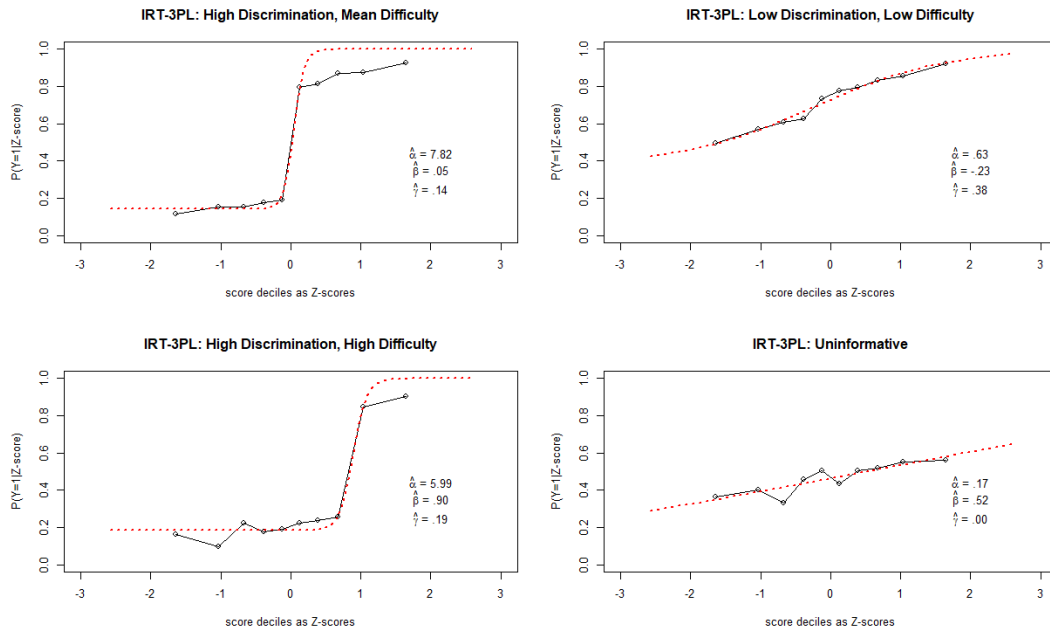 IRT-3PL: High Discrimination, Mean Difficulty
P(Y=1|Z-score)
1.0
0.8
0.6
0.4
0.2
0.0
α̂ = 7.82
β̂ = .05
γ̂ = .14
-3 -2 -1 0 1 2 3
score deciles as Z-scores
IRT-3PL: Low Discrimination, Low Difficulty
P(Y=1|Z-score)
1.0
0.8
0.6
0.4
0.2
0.0
α̂ = .63
β̂ = -.23
γ̂ = .38
-3 -2 -1 0 1 2 3
score deciles as Z-scores
IRT-3PL: High Discrimination, High Difficulty
P(Y=1|Z-score)
1.0
0.8
0.6
0.4
0.2
0.0
α̂ = 5.99
β̂ = .90
γ̂ = .19
-3 -2 -1 0 1 2 3
score deciles as Z-scores
IRT-3PL: Uninformative
P(Y=1|Z-score)
1.0
0.8
0.6
0.4
0.2
0.0
α̂ = .17
β̂ = .52
γ̂ = .00
-3 -2 -1 0 1 2 3
score deciles as Z-scores